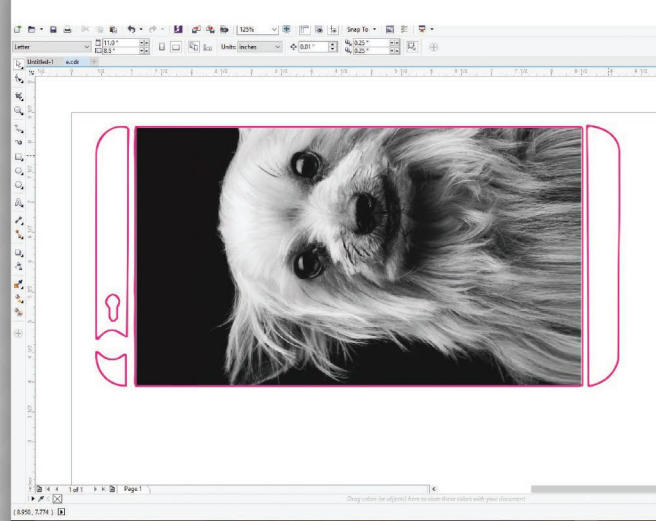 125%
Snap To
Letter
11.0 "
8.5 "
Units: Inches
0.01 "
0.25 "
0.25 "
Untitled-1
e.cdr
1 of 1
Page 1
Drag colors (or objects) here to store these colors with your document
(8.950, 7.774 )